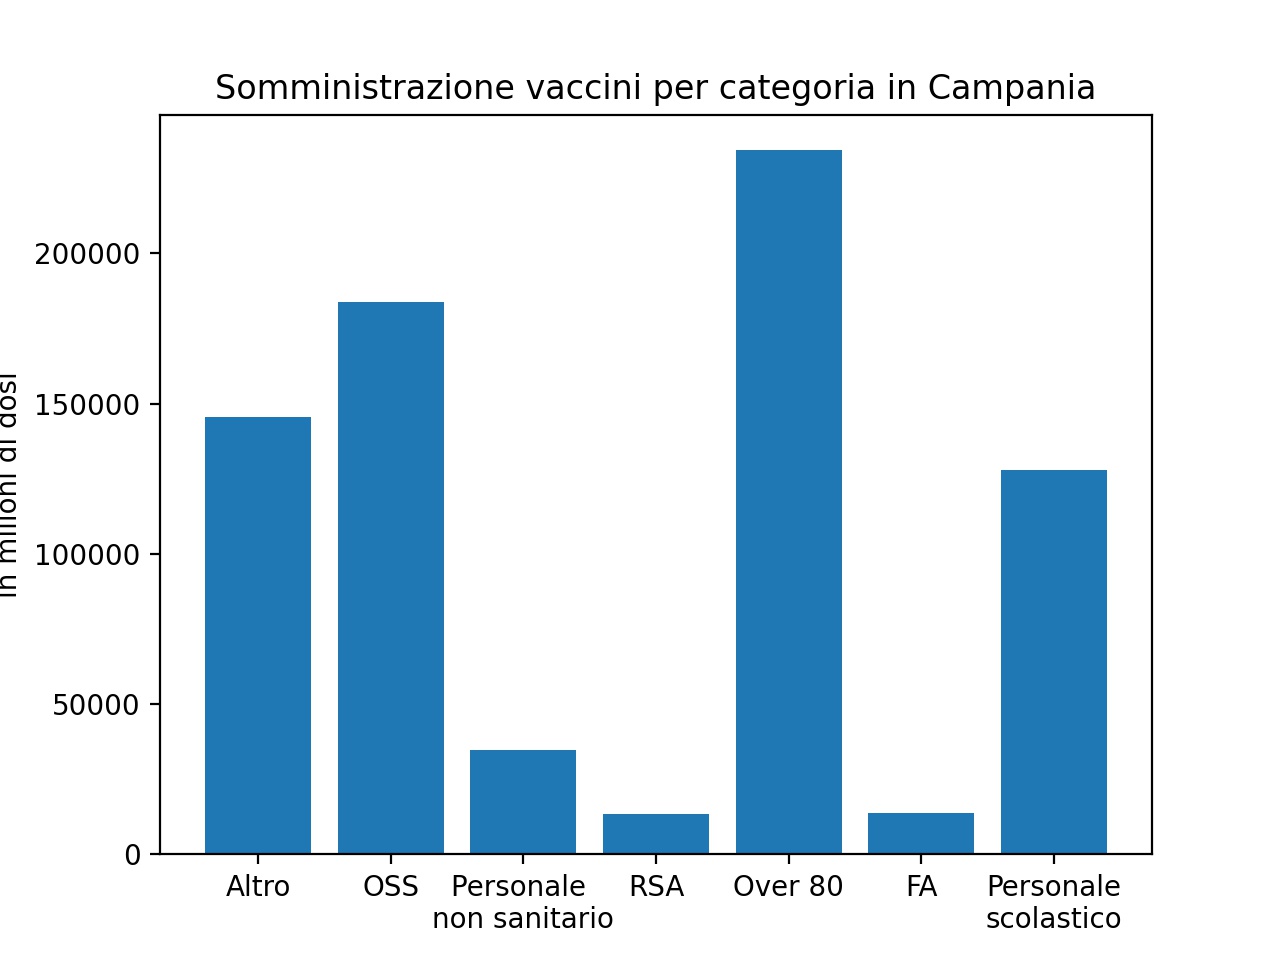 Somministrazione vaccini per categoria in Campania
in milioni di dosi
200000
150000
100000
50000
0
Altro
OSS
Personale
non sanitario
RSA
Over 80
FA
Personale
scolastico